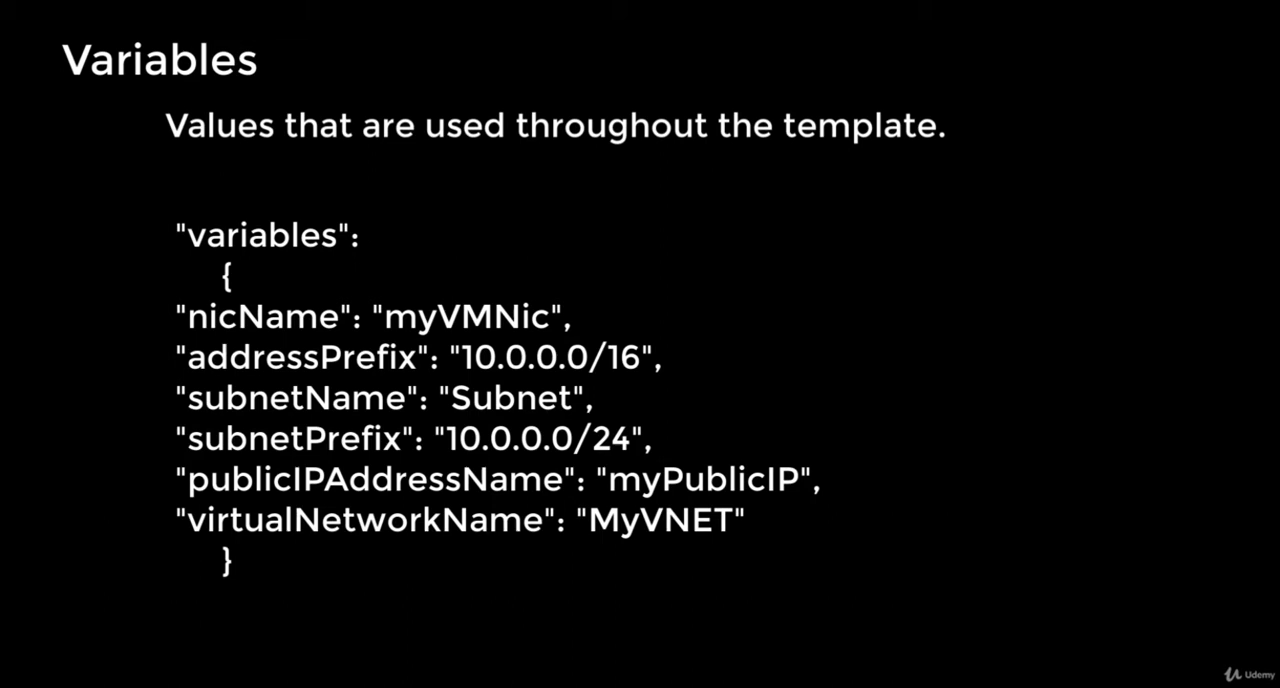 Variables
Values that are used throughout the template.
"variables":
{
"nicName": "myVMNic",
"addressPrefix": "10.0.0.0/16",
"subnetName": "Subnet",
"subnetPrefix": "10.0.0.0/24",
"publicIPAddressName": "myPublicIP",
"virtualNetworkName": "MyVNET"
}
Udemy